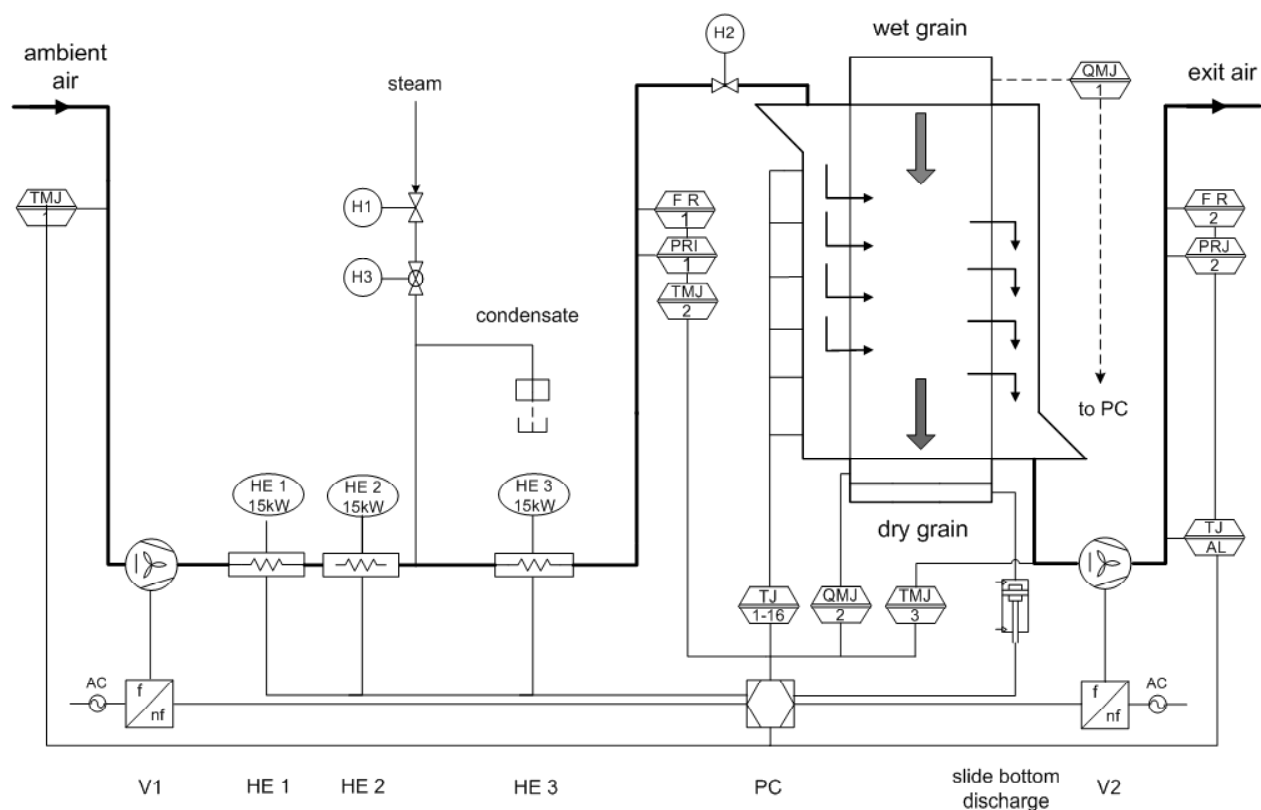 H2
wet grain
ambient
air
steam
QMJ
1
exit air
TMJ
1
H1
F R
1
F R
2
PRI
1
PRJ
2
H3
TMJ
2
condensate
to PC
HE 1
15kW
HE 2
15kW
HE 3
15kW
dry grain
TJ
AL
TJ
1-16
QMJ
2
TMJ
3
AC
f
nf
f
nf
AC
V1
HE 1
HE 2
HE 3
PC
slide bottom
discharge
V2